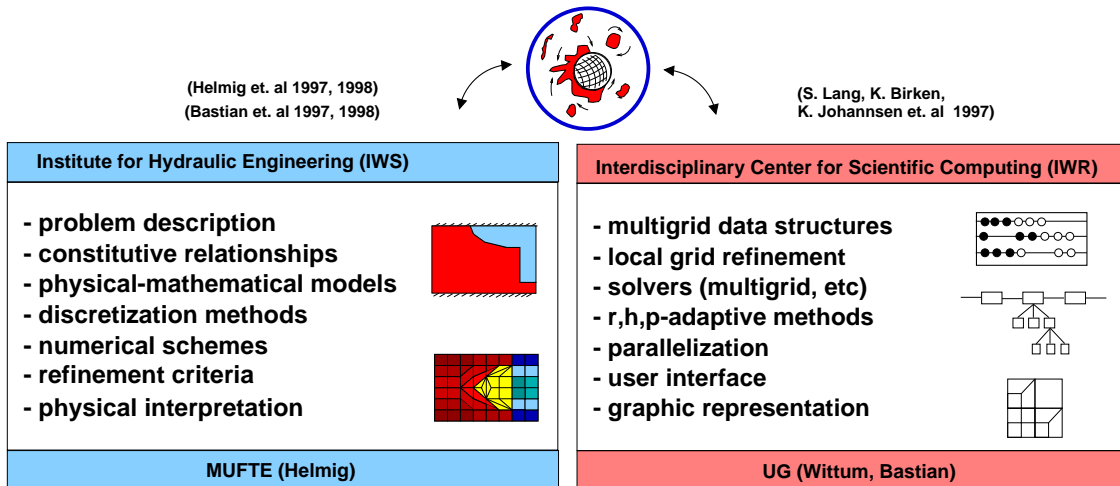 (Helmig et. al 1997, 1998)
(Bastian et. al 1997, 1998)
(S. Lang, K. Birken,
K. Johannsen et. al 1997)
Institute for Hydraulic Engineering (IWS)
- problem description
- constitutive relationships
- physical-mathematical models
- discretization methods
- numerical schemes
- refinement criteria
- physical interpretation
MUFTE (Helmig)
Interdisciplinary Center for Scientific Computing (IWR)
- multigrid data structures
- local grid refinement
- solvers (multigrid, etc)
- r,h,p-adaptive methods
- parallelization
- user interface
- graphic representation
UG (Wittum, Bastian)